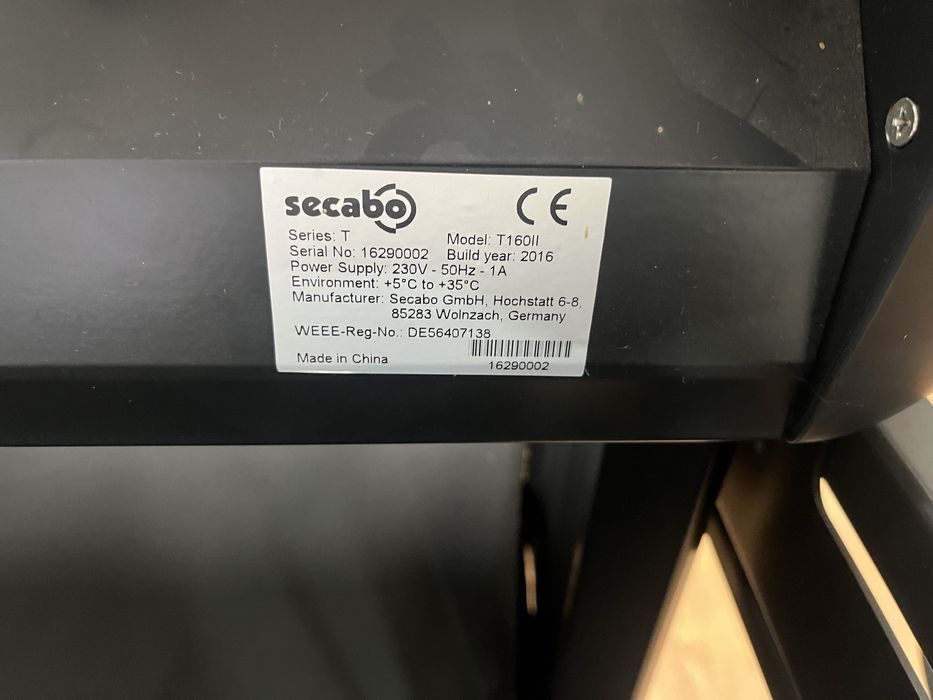 secabo
CE
Series: T Model: T160II
Serial No: 16290002 Build year: 2016
Power Supply: 230V - 50Hz - 1A
Environment: +5°C to +35°C
Manufacturer: Secabo GmbH, Hochstatt 6-8,
85283 Wolnzach, Germany
WEEE-Reg-No.: DE56407138
Made in China
16290002